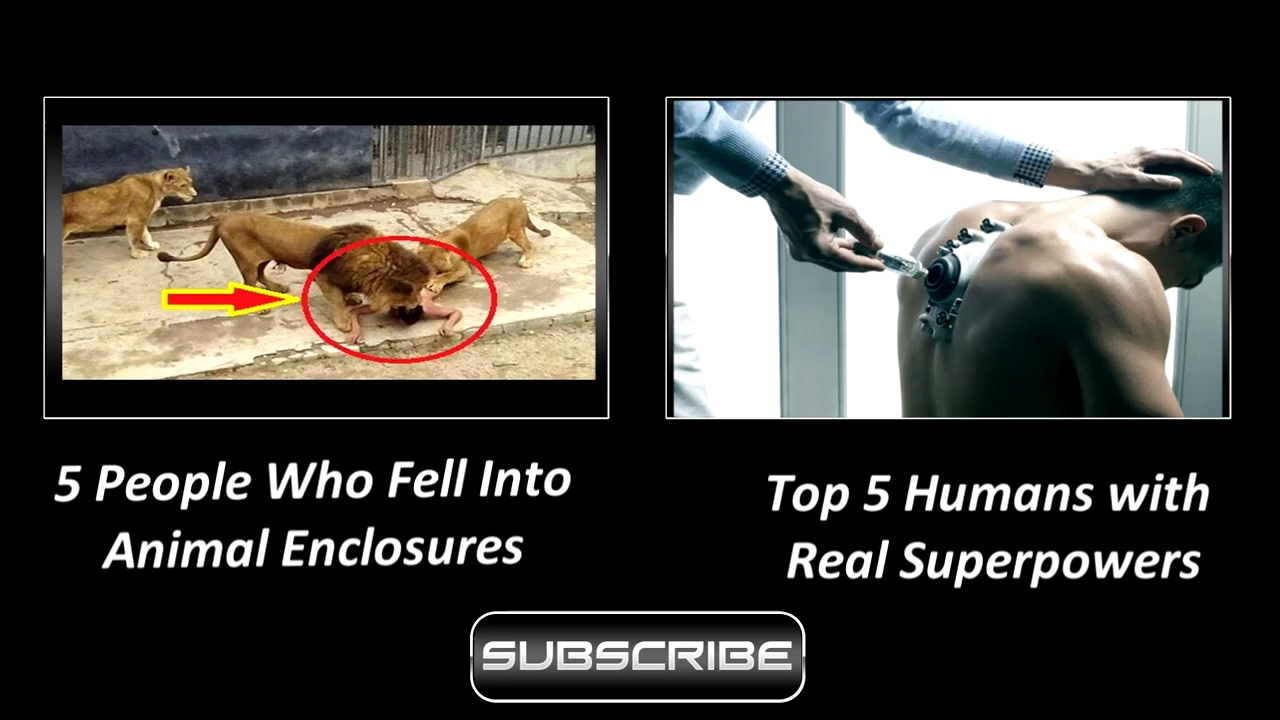 5 People Who Fell Into
Animal Enclosures
Top 5 Humans with
Real Superpowers
SUBSCRIBE